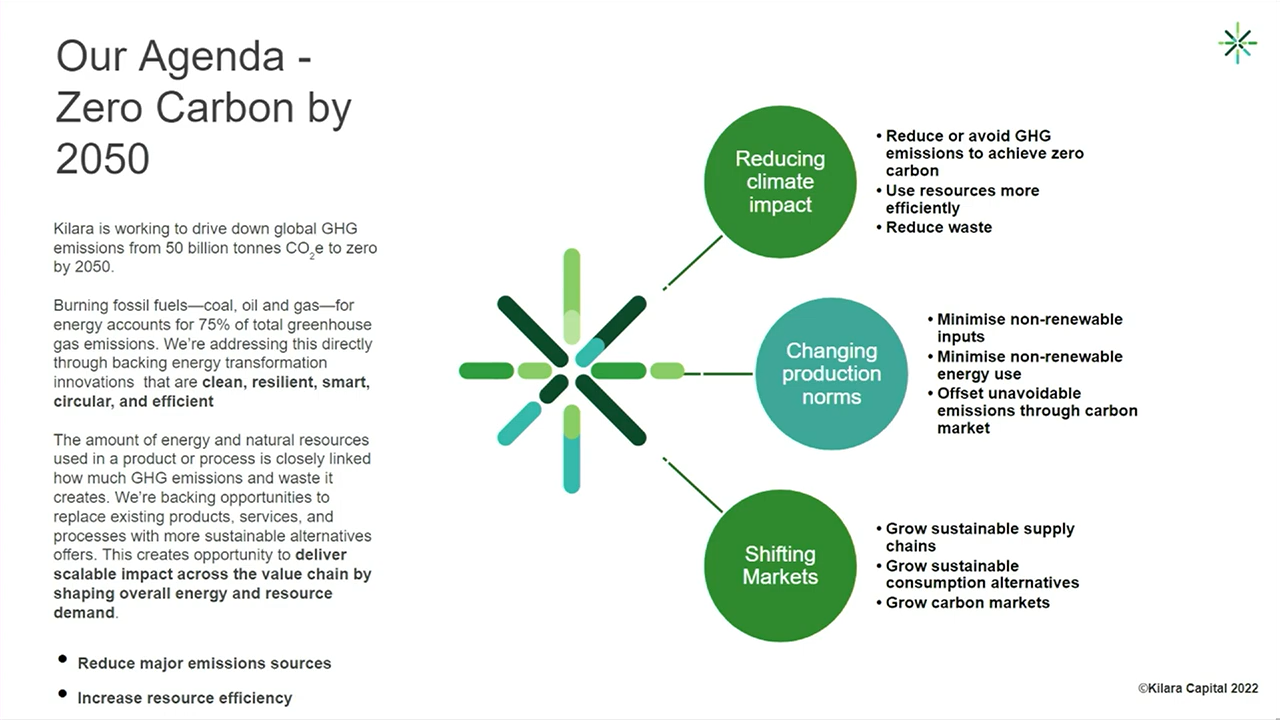 Our Agenda -
Zero Carbon by
2050
Kilara is working to drive down global GHG
emissions from 50 billion tonnes CO2e to zero
by 2050.
Burning fossil fuels—coal, oil and gas—for
energy accounts for 75% of total greenhouse
gas emissions. We’re addressing this directly
through backing energy transformation
innovations  that are clean, resilient, smart,
circular, and efficient
The amount of energy and natural resources
used in a product or process is closely linked
how much GHG emissions and waste it
creates. We’re backing opportunities to
replace existing products, services, and
processes with more sustainable alternatives
offers. This creates opportunity to deliver
scalable impact across the value chain by
shaping overall energy and resource
demand.
• Reduce major emissions sources
• Increase resource efficiency
Reducing
climate
impact
• Reduce or avoid GHG
emissions to achieve zero
carbon
• Use resources more
efficiently
• Reduce waste
Changing
production
norms
• Minimise non-renewable
inputs
• Minimise non-renewable
energy use
• Offset unavoidable
emissions through carbon
market
Shifting
Markets
• Grow sustainable supply
chains
• Grow sustainable
consumption alternatives
• Grow carbon markets
©Kilara Capital 2022